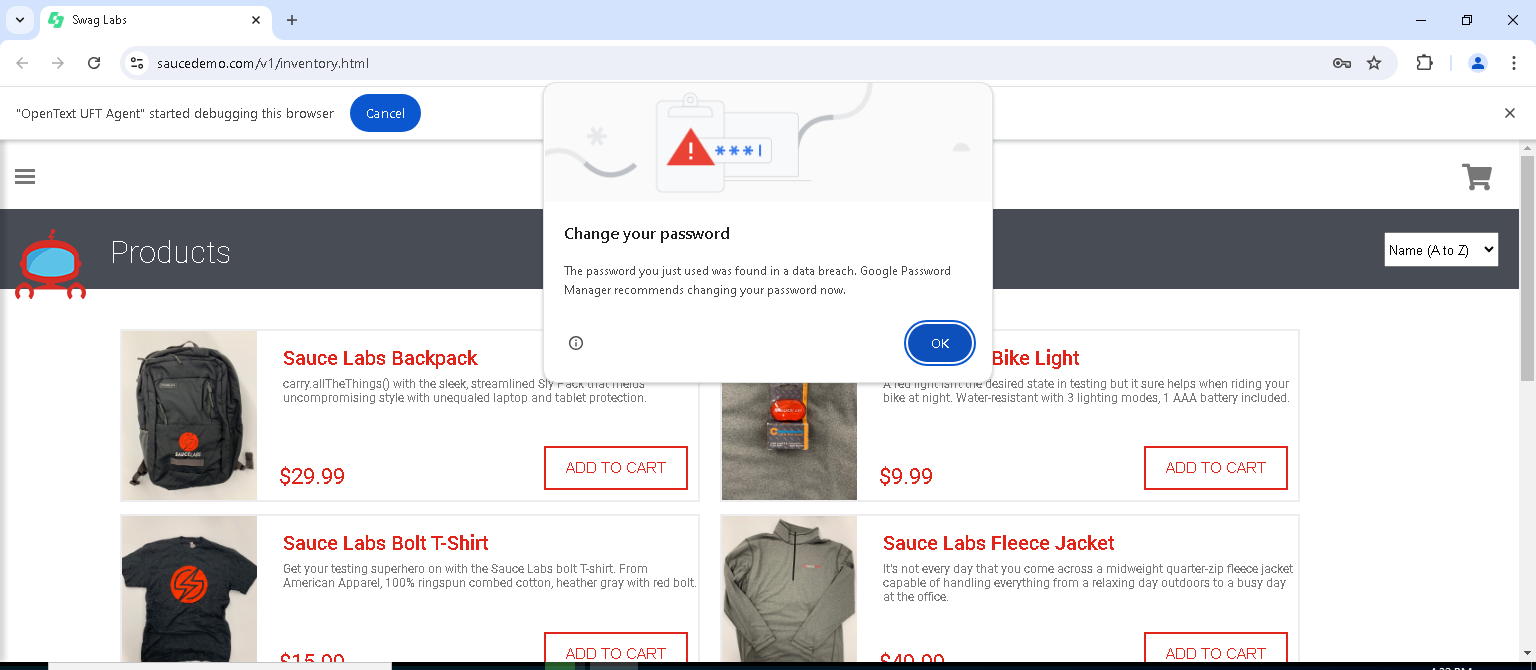 Swag Labs
saucedemo.com/v1/inventory.html
"OpenText UFT Agent" started debugging this browser
Cancel
***
Change your password
The password you just used was found in a data breach. Google Password
Manager recommends changing your password now.
OK
Products
Name (A to Z)
Sauce Labs Backpack
carry.allTheThings() with the sleek, streamlined Sly Pack that melds
uncompromising style with unequaled laptop and tablet protection.
$29.99
ADD TO CART
Bike Light
A red light isn't the desired state in testing but it sure helps when riding your
bike at night. Water-resistant with 3 lighting modes, 1 AAA battery included.
$9.99
ADD TO CART
Sauce Labs Bolt T-Shirt
Get your testing superhero on with the Sauce Labs bolt T-shirt. From
American Apparel, 100% ringspun combed cotton, heather gray with red bolt.
$15.99
ADD TO CART
Sauce Labs Fleece Jacket
It's not every day that you come across a midweight quarter-zip fleece jacket
capable of handling everything from a relaxing day outdoors to a busy day
at the office.
$49.99
ADD TO CART